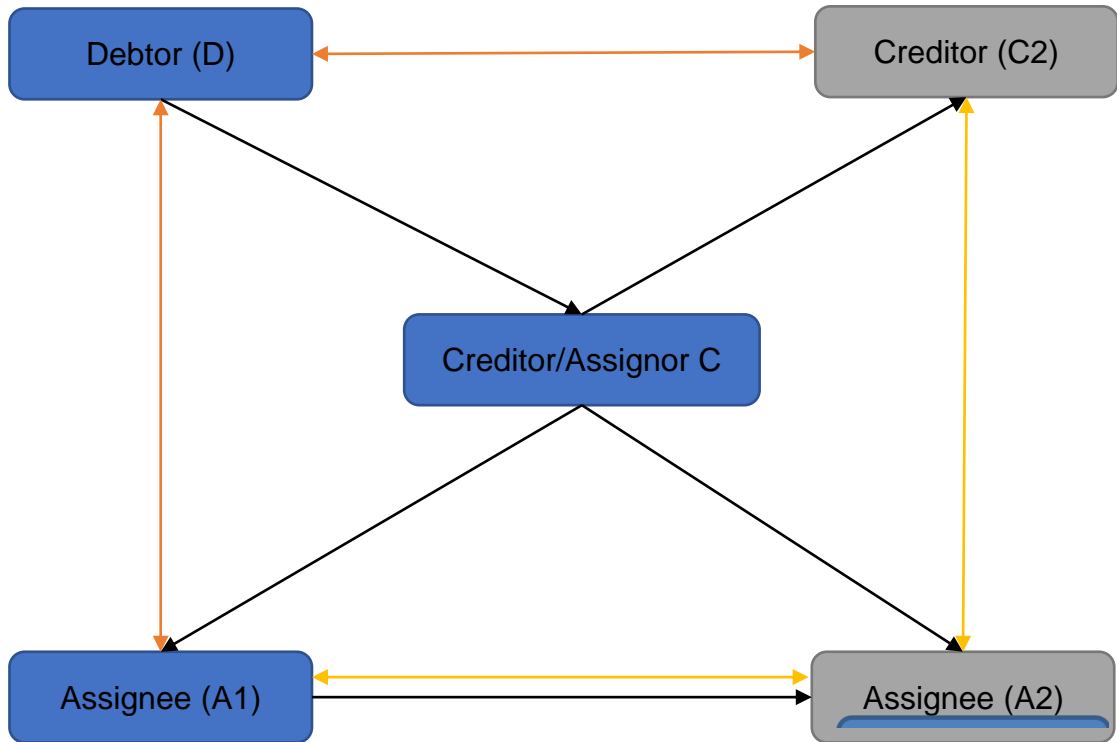 Debtor (D)
Creditor (C2)
Creditor/Assignor C
Assignee (A1)
Assignee (A2)